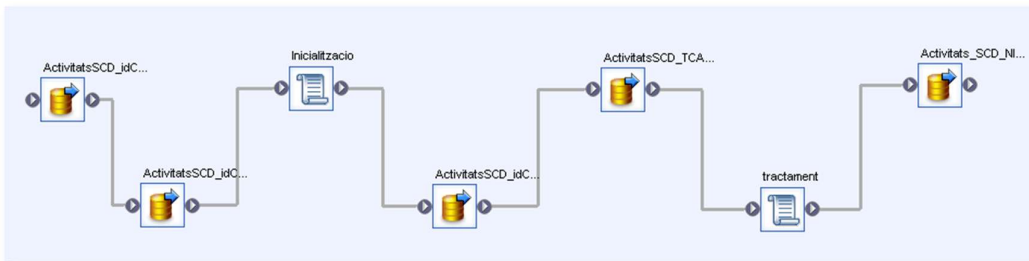 ActivitatsSCD_idC...
ActivitatsSCD_idC...
Inicialitzacio
ActivitatsSCD_idC...
ActivitatsSCD_TCA...
tractament
Activitats_SCD_NI...